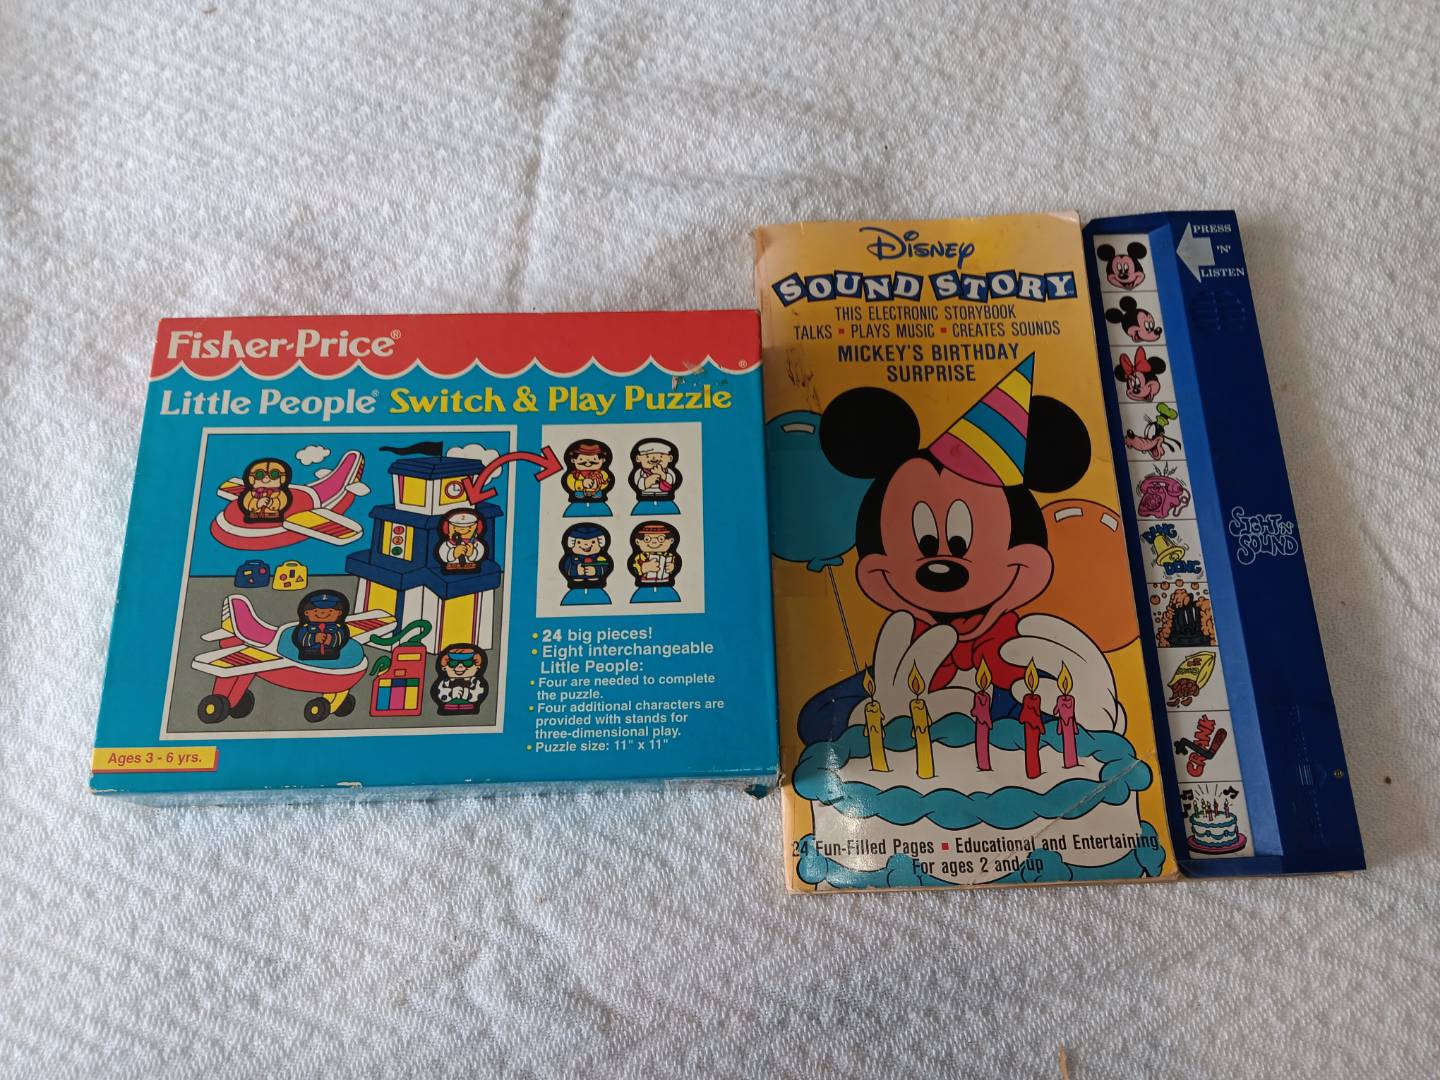 Fisher-Price®
®
Little People® Switch & Play Puzzle
• 24 big pieces!
• Eight interchangeable
Little People:
• Four are needed to complete
the puzzle.
• Four additional characters are
provided with stands for
three-dimensional play.
• Puzzle size: 11" x 11"
Ages 3 - 6 yrs.
Disney
SOUND STORY™
THIS ELECTRONIC STORYBOOK
TALKS ▪ PLAYS MUSIC ▪ CREATES SOUNDS
MICKEY'S BIRTHDAY
SURPRISE
24 Fun-Filled Pages ▪ Educational and Entertaining
For ages 2 and up
PRESS
'N'
LISTEN
DING
DONG
CRANK
SIGHT 'N'
SOUND